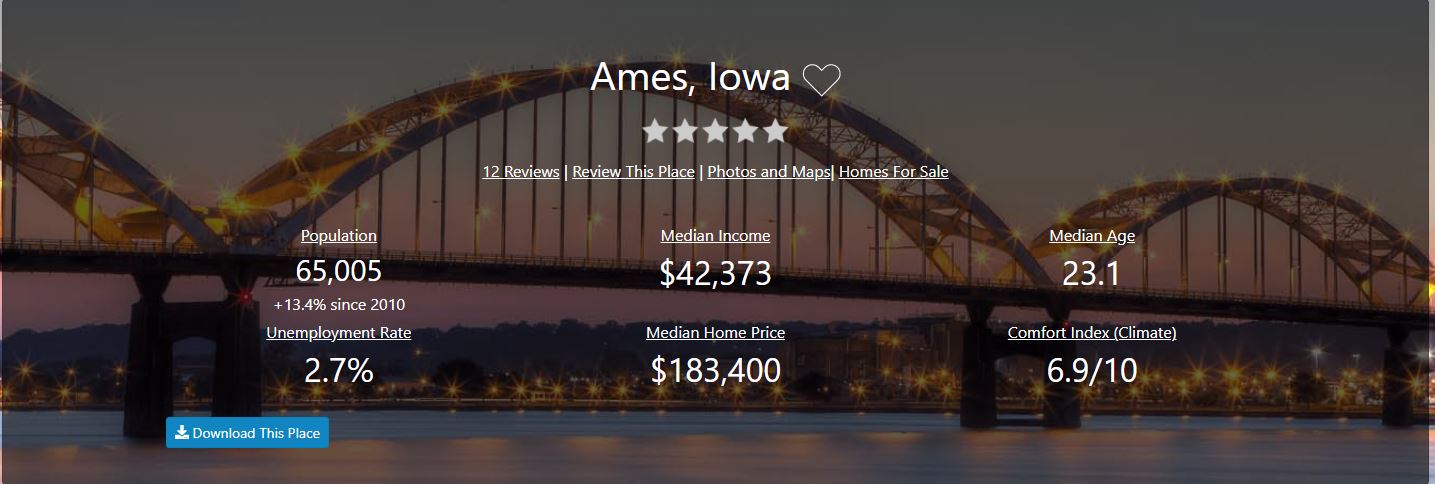 Ames, Iowa
12 Reviews | Review This Place | Photos and Maps| Homes For Sale
Population
65,005
+13.4% since 2010
Median Income
$42,373
Median Age
23.1
Unemployment Rate
2.7%
Median Home Price
$183,400
Comfort Index (Climate)
6.9/10
Download This Place